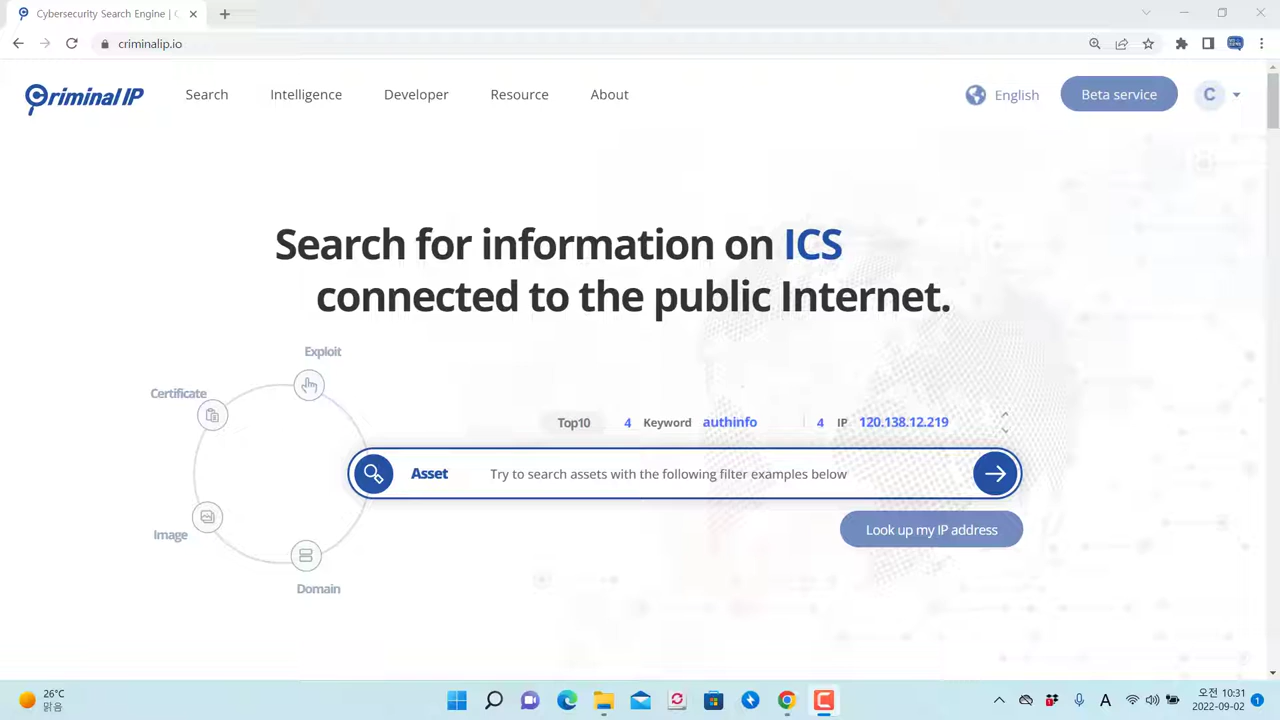 Cybersecurity Search Engine | C
criminalip.io
Criminal IP
Search
Intelligence
Developer
Resource
About
English
Beta service
C
Search for information on ICS
connected to the public Internet.
Exploit
Certificate
Top10
4 Keyword authinfo
4 IP 120.138.12.219
Asset
Try to search assets with the following filter examples below
Look up my IP address
Image
Domain
26°C
맑음
A
오전 10:31
2022-09-02
1